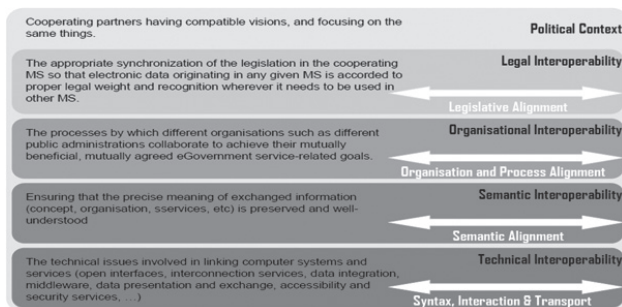 Cooperating partners having compatible visions, and focusing on the
same things.
Political Context
The appropriate synchronization of the legislation in the cooperating
MS so that electronic data originating in any given MS is accorded to
proper legal weight and recognition wherever it needs to be used in
other MS.
Legal Interoperability
Legislative Alignment
The processes by which different organisations such as different
public administrations collaborate to achieve their mutually
beneficial, mutually agreed eGovernment service-related goals.
Organisational Interoperability
Organisation and Process Alignment
Ensuring that the precise meaning of exchanged information
(concept, organisation, sservices, etc) is preserved and well-
understood
Semantic Interoperability
Semantic Alignment
The technical issues involved in linking computer systems and
services (open interfaces, interconnection services, data integration,
middleware, data presentation and exchange, accessibility and
security services, …)
Technical Interoperability
Syntax, Interaction & Transport